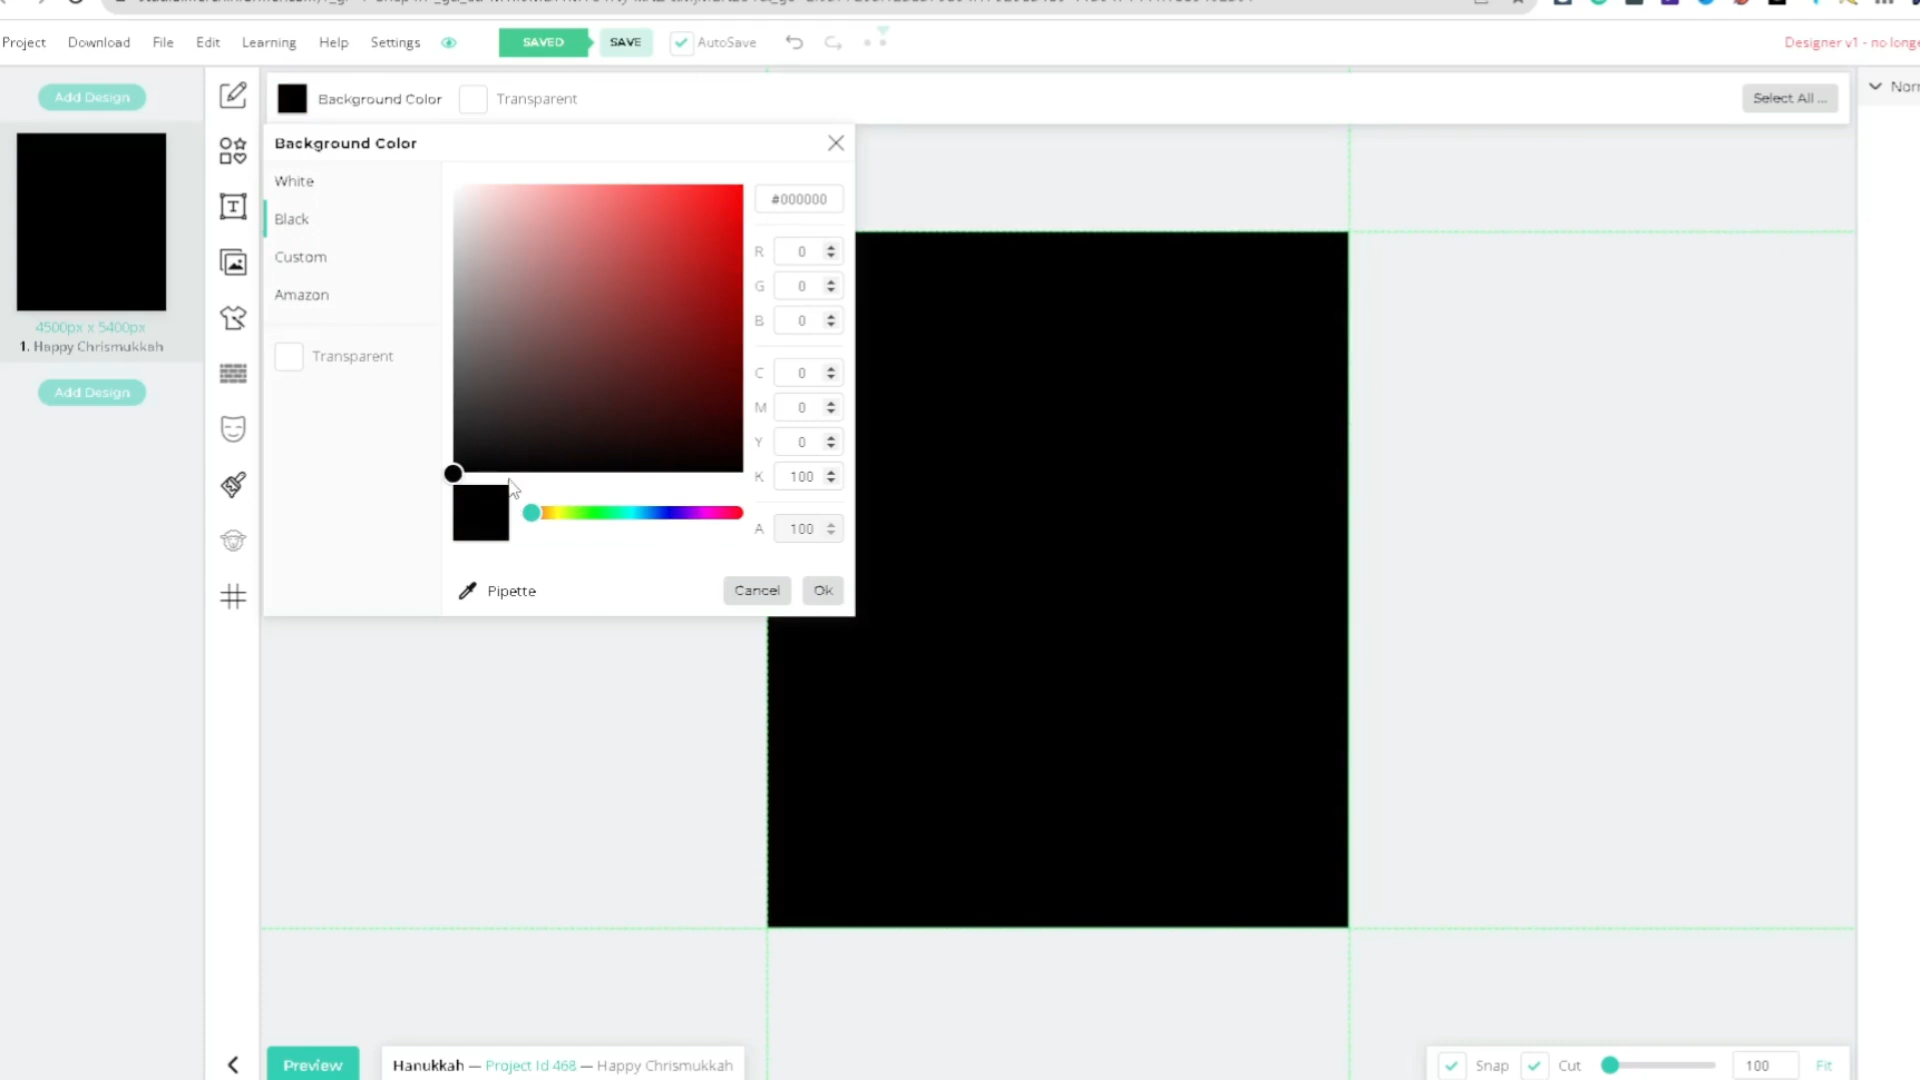 Project Download File Edit Learning Help Settings SAVED SAVE AutoSave Designer v1 - no longe
Add Design
Background Color Transparent Select All ...
Background Color
White
Black
Custom
Amazon
Transparent
#000000
R 0
G 0
B 0
C 0
M 0
Y 0
K 100
A 100
Pipette Cancel Ok
4500px x 5400px
1. Happy Chrismukkah
Add Design
Preview Hanukkah — Project Id 468 — Happy Chrismukkah
Snap Cut 100 Fit